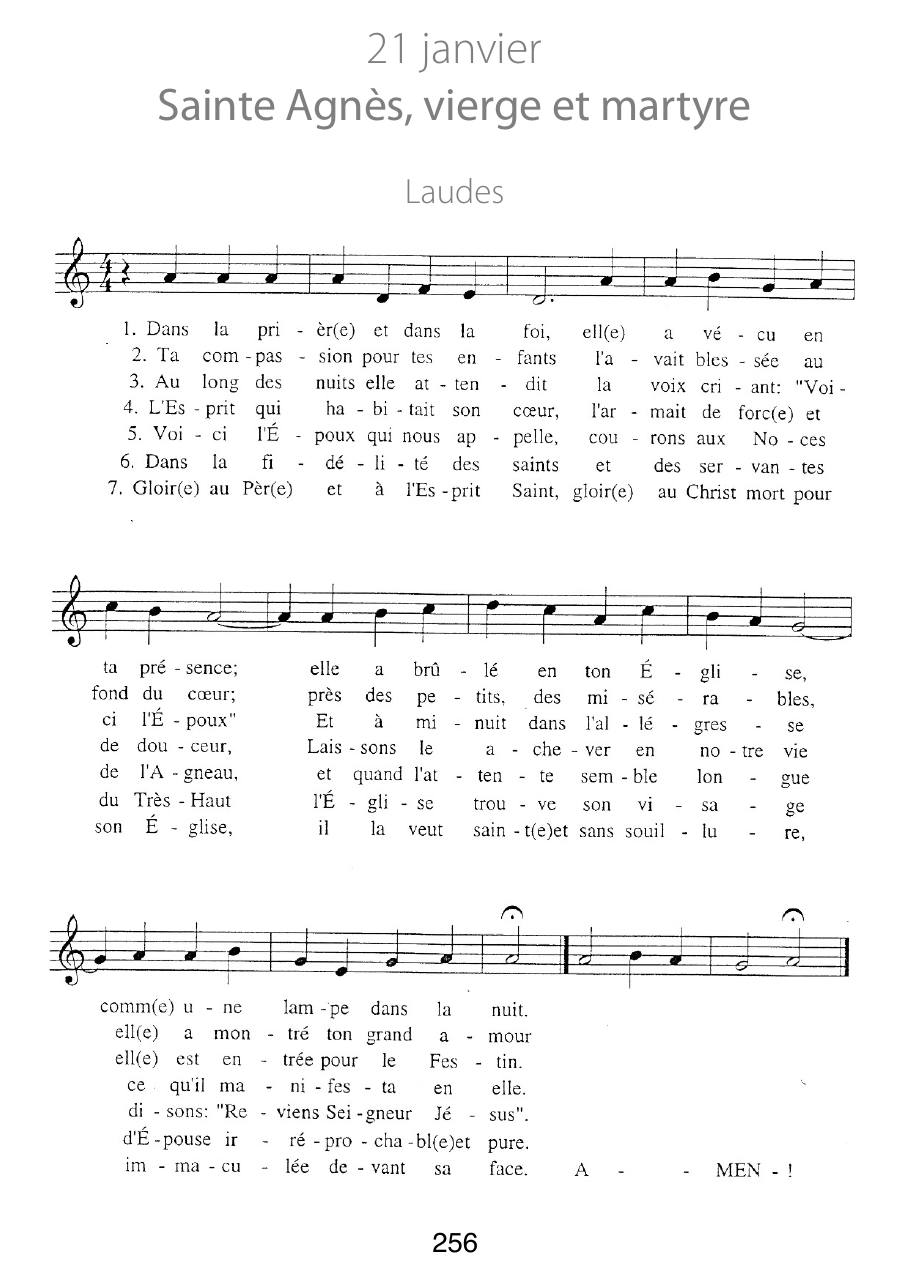 21 janvier
Sainte Agnès, vierge et martyre
Laudes
1. Dans la pri - èr(e) et dans la foi, ell(e) a vé - cu en
2. Ta com - pas - sion pour tes en - fants l'a - vait bles - sée au
3. Au long des nuits elle at - ten - dit la voix cri - ant: "Voi -
4. L'Es - prit qui ha - bi - tait son cœur, l'ar - mait de forc(e) et
5. Voi - ci l'É - poux qui nous ap - pelle, cou - rons aux No - ces
6. Dans la fi - dé - li - té des saints et des ser - van - tes
7. Gloir(e) au Pèr(e) et à l'Es - prit Saint, gloir(e) au Christ mort pour
ta pré - sence; elle a brû - lé en ton É - gli - se,
fond du cœur; près des pe - tits, des mi - sé - ra - bles,
ci l'É - poux" Et à mi - nuit dans l'al - lé - gres - se
de dou - ceur, Lais - sons le a - che - ver en no - tre vie
de l'A - gneau, et quand l'at - ten - te sem - ble lon - gue
du Très - Haut l'É - gli - se trou - ve son vi - sa - ge
son É - glise, il la veut sain - t(e)et sans souil - lu - re,
comm(e) u - ne lam - pe dans la nuit.
ell(e) a mon - tré ton grand a - mour
ell(e) est en - trée pour le Fes - tin.
ce qu'il ma - ni - fes - ta en elle.
di - sons: "Re - viens Sei - gneur Jé - sus".
d'É - pouse ir - ré - pro - cha - bl(e)et pure.
im - ma - cu - lée de - vant sa face. A - - MEN - !
256